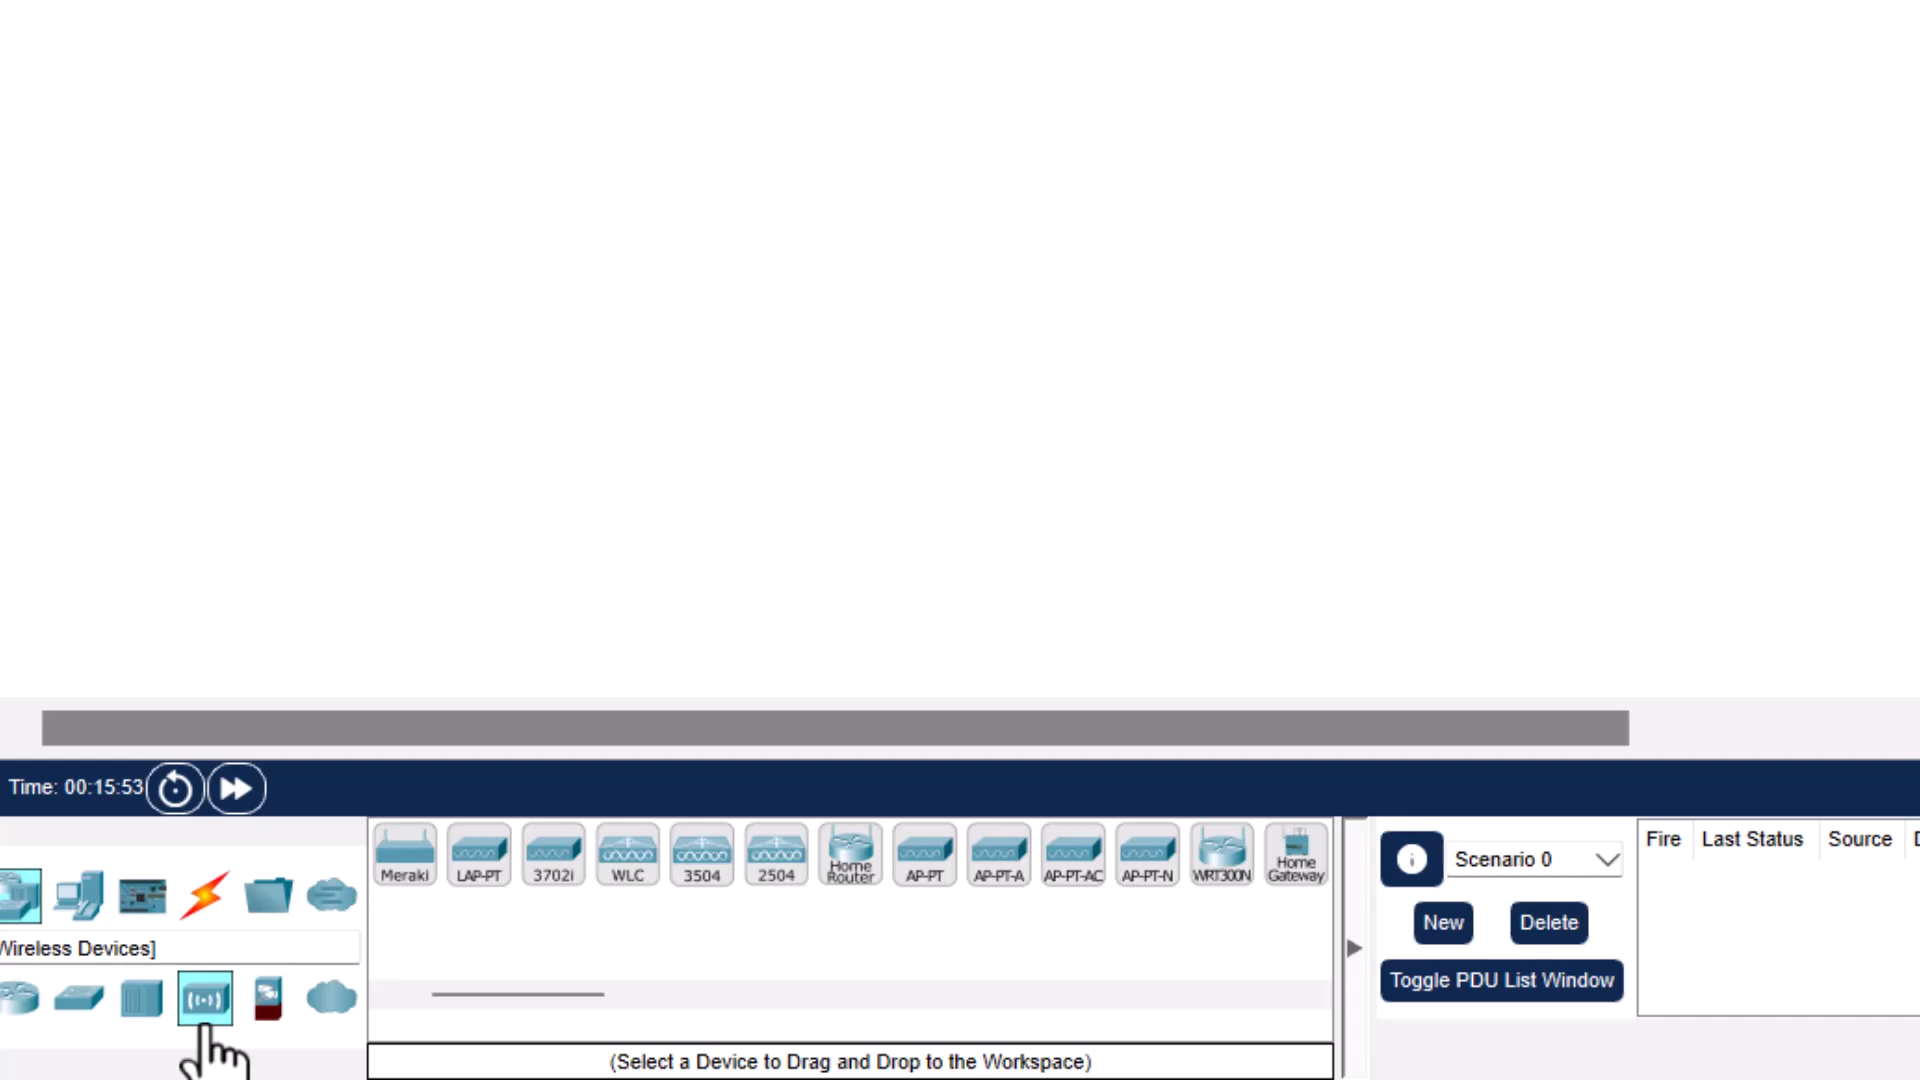 Time: 00:15:53
Meraki
LAP-PT
3702i
WLC
3504
2504
Home
Router
AP-PT
AP-PT-A
AP-PT-AC
AP-PT-N
WRT300N
Home
Gateway
Wireless Devices]
(Select a Device to Drag and Drop to the Workspace)
Scenario 0
New
Delete
Toggle PDU List Window
Fire Last Status Source